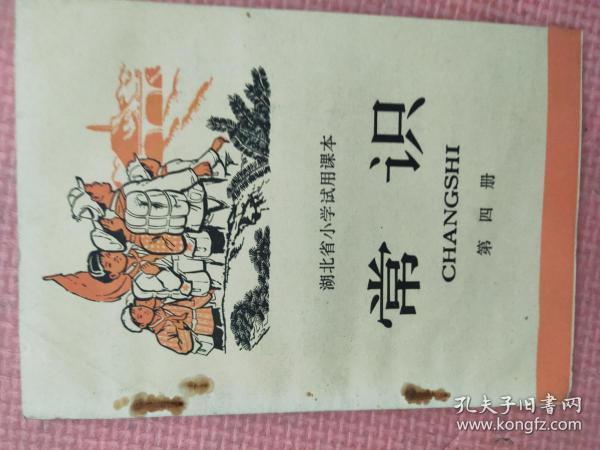 湖北省小学试用课本
常识
CHANGSHI
第四册
孔夫子旧书网
www.kongfz.com